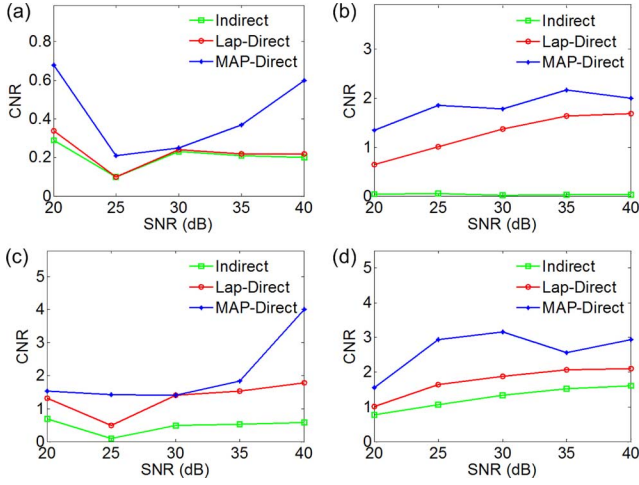 (a)
CNR
0.8
0.6
0.4
0.2
0
20 25 30 35 40
SNR (dB)
Indirect
Lap-Direct
MAP-Direct
(b)
CNR
3
2
1
0
20 25 30 35 40
SNR (dB)
Indirect
Lap-Direct
MAP-Direct
(c)
CNR
5
4
3
2
1
0
20 25 30 35 40
SNR (dB)
Indirect
Lap-Direct
MAP-Direct
(d)
CNR
5
4
3
2
1
0
20 25 30 35 40
SNR (dB)
Indirect
Lap-Direct
MAP-Direct